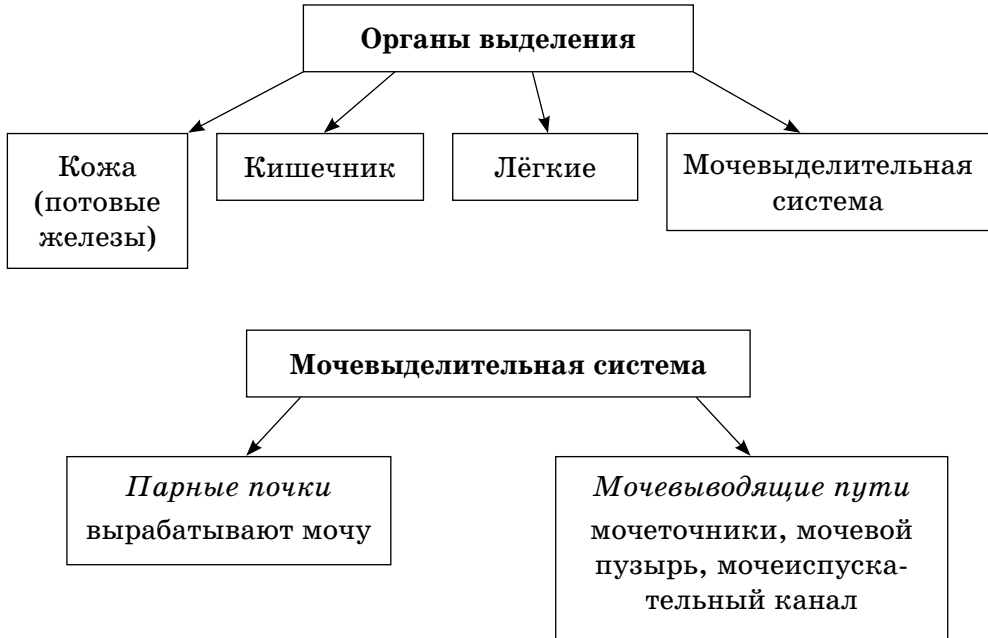 Органы выделения
Кожа
(потовые
железы)
Кишечник
Лёгкие
Мочевыделительная
система
Мочевыделительная система
Парные почки
вырабатывают мочу
Мочевыводящие пути
мочеточники, мочевой
пузырь, мочеиспуска-
тельный канал